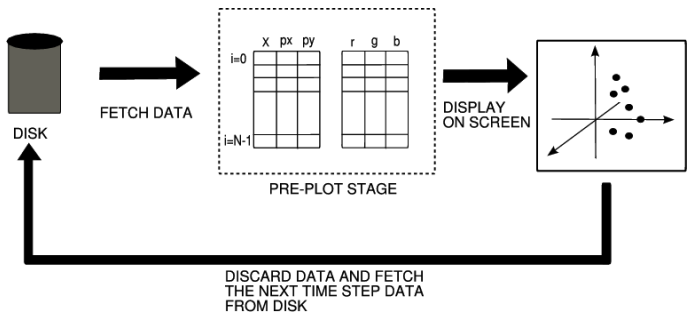 X px py
r g b
i=0
FETCH DATA
DISPLAY
ON SCREEN
DISK
i=N-1
PRE-PLOT STAGE
DISCARD DATA AND FETCH
THE NEXT TIME STEP DATA
FROM DISK